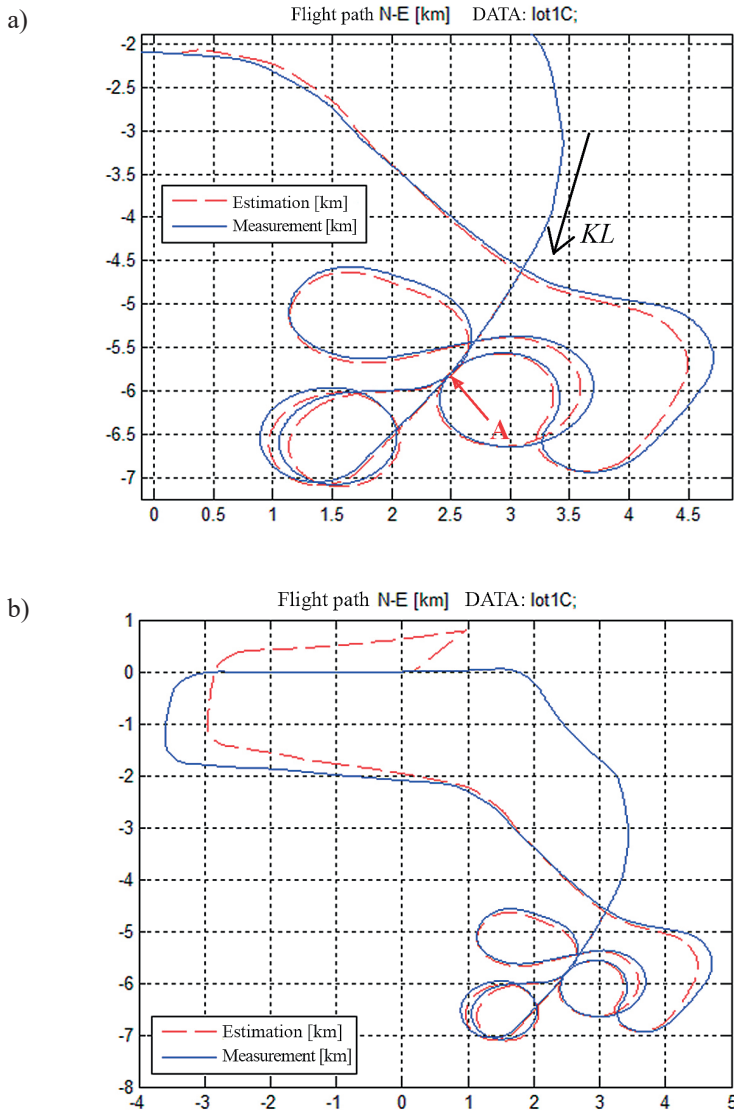 a)
Flight path N-E [km] DATA: lot1C;
-2
-2.5
-3
-3.5
-4
-4.5
-5
-5.5
-6
-6.5
-7
Estimation [km]
Measurement [km]
KL
A
0 0.5 1 1.5 2 2.5 3 3.5 4 4.5
b)
Flight path N-E [km] DATA: lot1C;
1
0
-1
-2
-3
-4
-5
-6
-7
-8
Estimation [km]
Measurement [km]
-4 -3 -2 -1 0 1 2 3 4 5